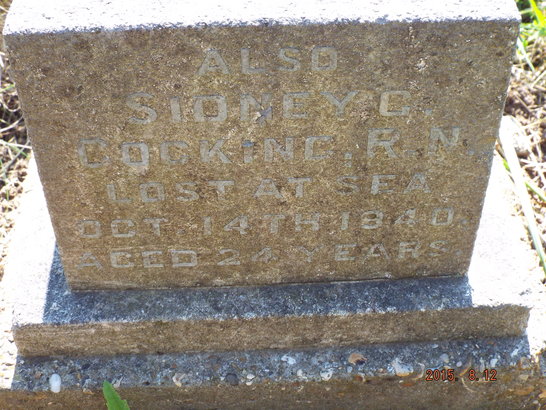 ALSO
SIDNEY C.
COCKING, R.N.
LOST AT SEA
OCT. 14TH 1940.
AGED 24 YEARS
2015. 8.12